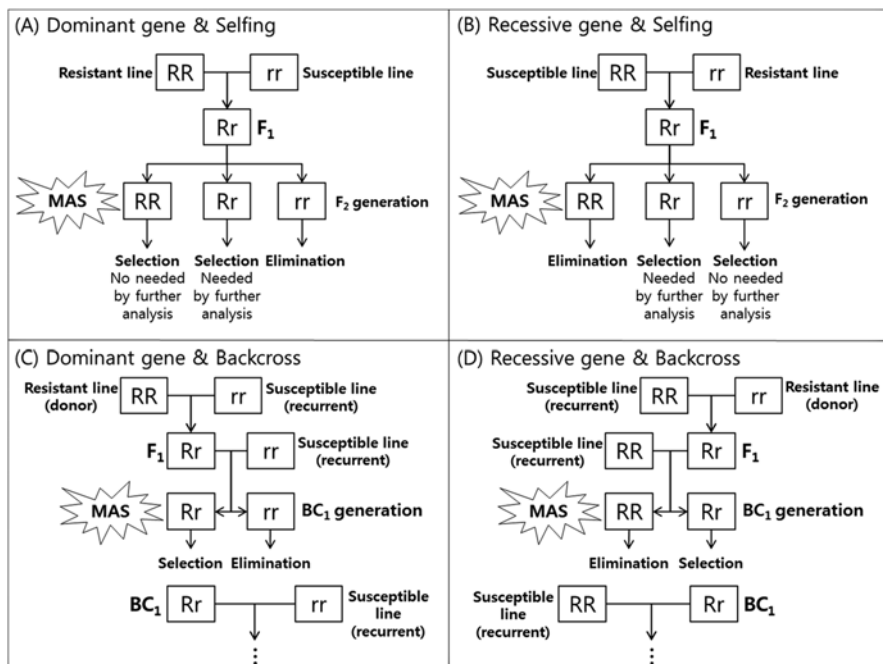 (A) Dominant gene & Selfing
Resistant line RR rr Susceptible line
Rr F1
MAS RR Rr rr F2 generation
Selection Selection Elimination
No needed Needed
by further by further
analysis analysis
(B) Recessive gene & Selfing
Susceptible line RR rr Resistant line
Rr F1
MAS RR Rr rr F2 generation
Elimination Selection Selection
Needed No needed
by further by further
analysis analysis
(C) Dominant gene & Backcross
Resistant line
(donor)
RR rr
Susceptible line
(recurrent)
F1 Rr rr
Susceptible line
(recurrent)
MAS Rr rr BC1 generation
Selection Elimination
BC1 Rr rr
Susceptible
line
(recurrent)
⋮
(D) Recessive gene & Backcross
Susceptible line
(recurrent)
RR rr
Resistant line
(donor)
Susceptible line
(recurrent)
RR Rr F1
MAS RR Rr BC1 generation
Elimination Selection
Susceptible
line
(recurrent)
RR Rr BC1
⋮